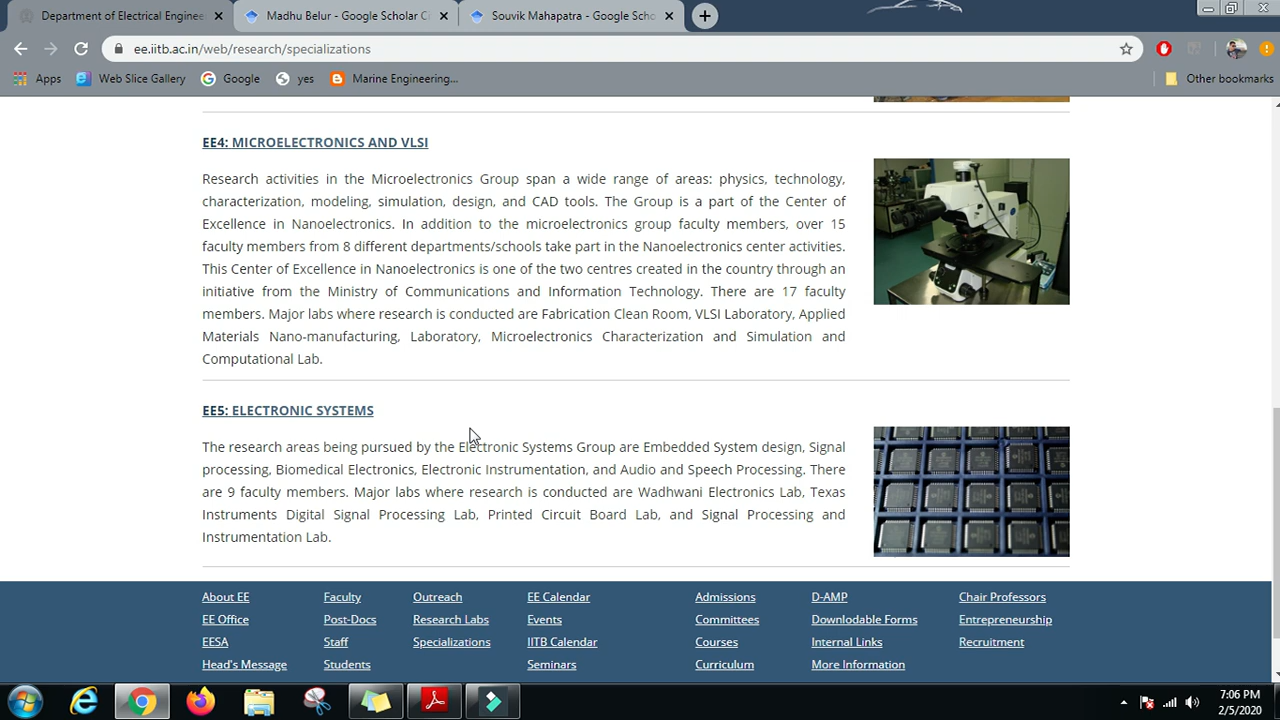 Department of Electrical Enginee
Madhu Belur - Google Scholar Ci
Souvik Mahapatra - Google Scho
ee.iitb.ac.in/web/research/specializations
Apps Web Slice Gallery Google yes Marine Engineering... Other bookmarks
EE4: MICROELECTRONICS AND VLSI
Research activities in the Microelectronics Group span a wide range of areas: physics, technology,
characterization, modeling, simulation, design, and CAD tools. The Group is a part of the Center of
Excellence in Nanoelectronics. In addition to the microelectronics group faculty members, over 15
faculty members from 8 different departments/schools take part in the Nanoelectronics center activities.
This Center of Excellence in Nanoelectronics is one of the two centres created in the country through an
initiative from the Ministry of Communications and Information Technology. There are 17 faculty
members. Major labs where research is conducted are Fabrication Clean Room, VLSI Laboratory, Applied
Materials Nano-manufacturing, Laboratory, Microelectronics Characterization and Simulation and
Computational Lab.
EE5: ELECTRONIC SYSTEMS
The research areas being pursued by the Electronic Systems Group are Embedded System design, Signal
processing, Biomedical Electronics, Electronic Instrumentation, and Audio and Speech Processing. There
are 9 faculty members. Major labs where research is conducted are Wadhwani Electronics Lab, Texas
Instruments Digital Signal Processing Lab, Printed Circuit Board Lab, and Signal Processing and
Instrumentation Lab.
About EE Faculty Outreach EE Calendar Admissions D-AMP Chair Professors
EE Office Post-Docs Research Labs Events Committees Downlodable Forms Entrepreneurship
EESA Staff Specializations IITB Calendar Courses Internal Links Recruitment
Head's Message Students Seminars Curriculum More Information
7:06 PM
2/5/2020